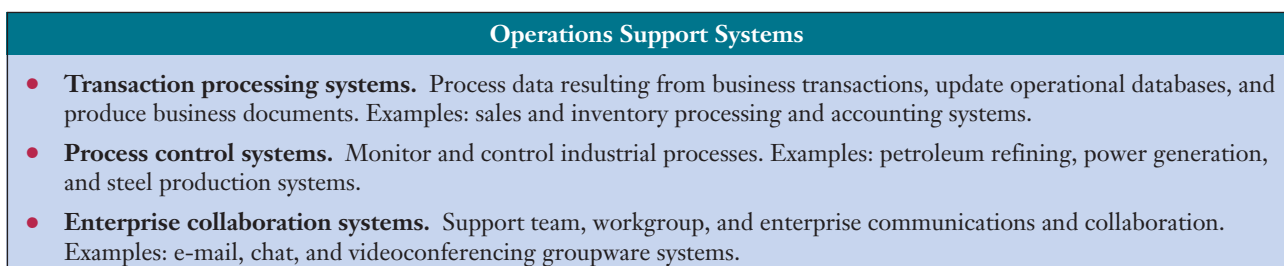 Operations Support Systems
• Transaction processing systems. Process data resulting from business transactions, update operational databases, and
produce business documents. Examples: sales and inventory processing and accounting systems.
• Process control systems. Monitor and control industrial processes. Examples: petroleum refining, power generation,
and steel production systems.
• Enterprise collaboration systems. Support team, workgroup, and enterprise communications and collaboration.
Examples: e-mail, chat, and videoconferencing groupware systems.